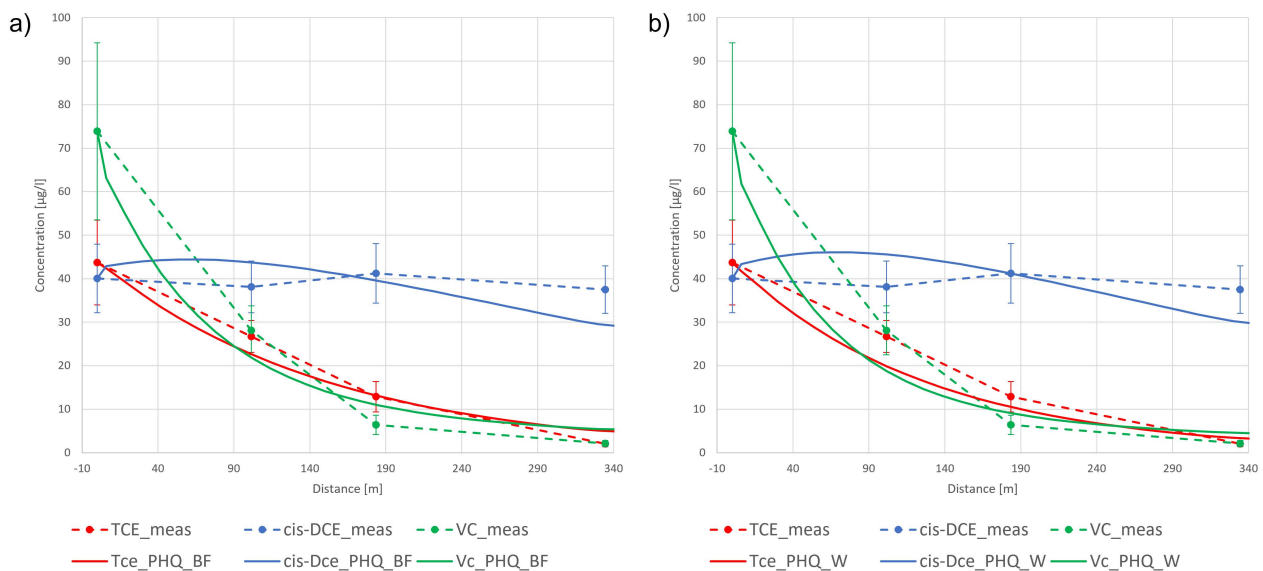 a)
Concentration [µg/l]
100
90
80
70
60
50
40
30
20
10
0
-10 40 90 140 190 240 290 340
Distance [m]
TCE_meas cis-DCE_meas VC_meas
Tce_PHQ_BF cis-Dce_PHQ_BF Vc_PHQ_BF
b)
Concentration [µg/l]
100
90
80
70
60
50
40
30
20
10
0
-10 40 90 140 190 240 290 340
Distance [m]
TCE_meas cis-DCE_meas VC_meas
Tce_PHQ_W cis-Dce_PHQ_W Vc_PHQ_W